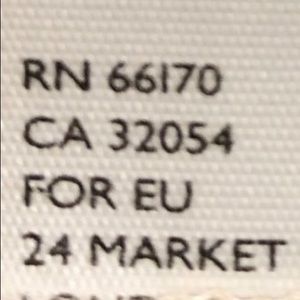 RN 66170
CA 32054
FOR EU
24 MARKET